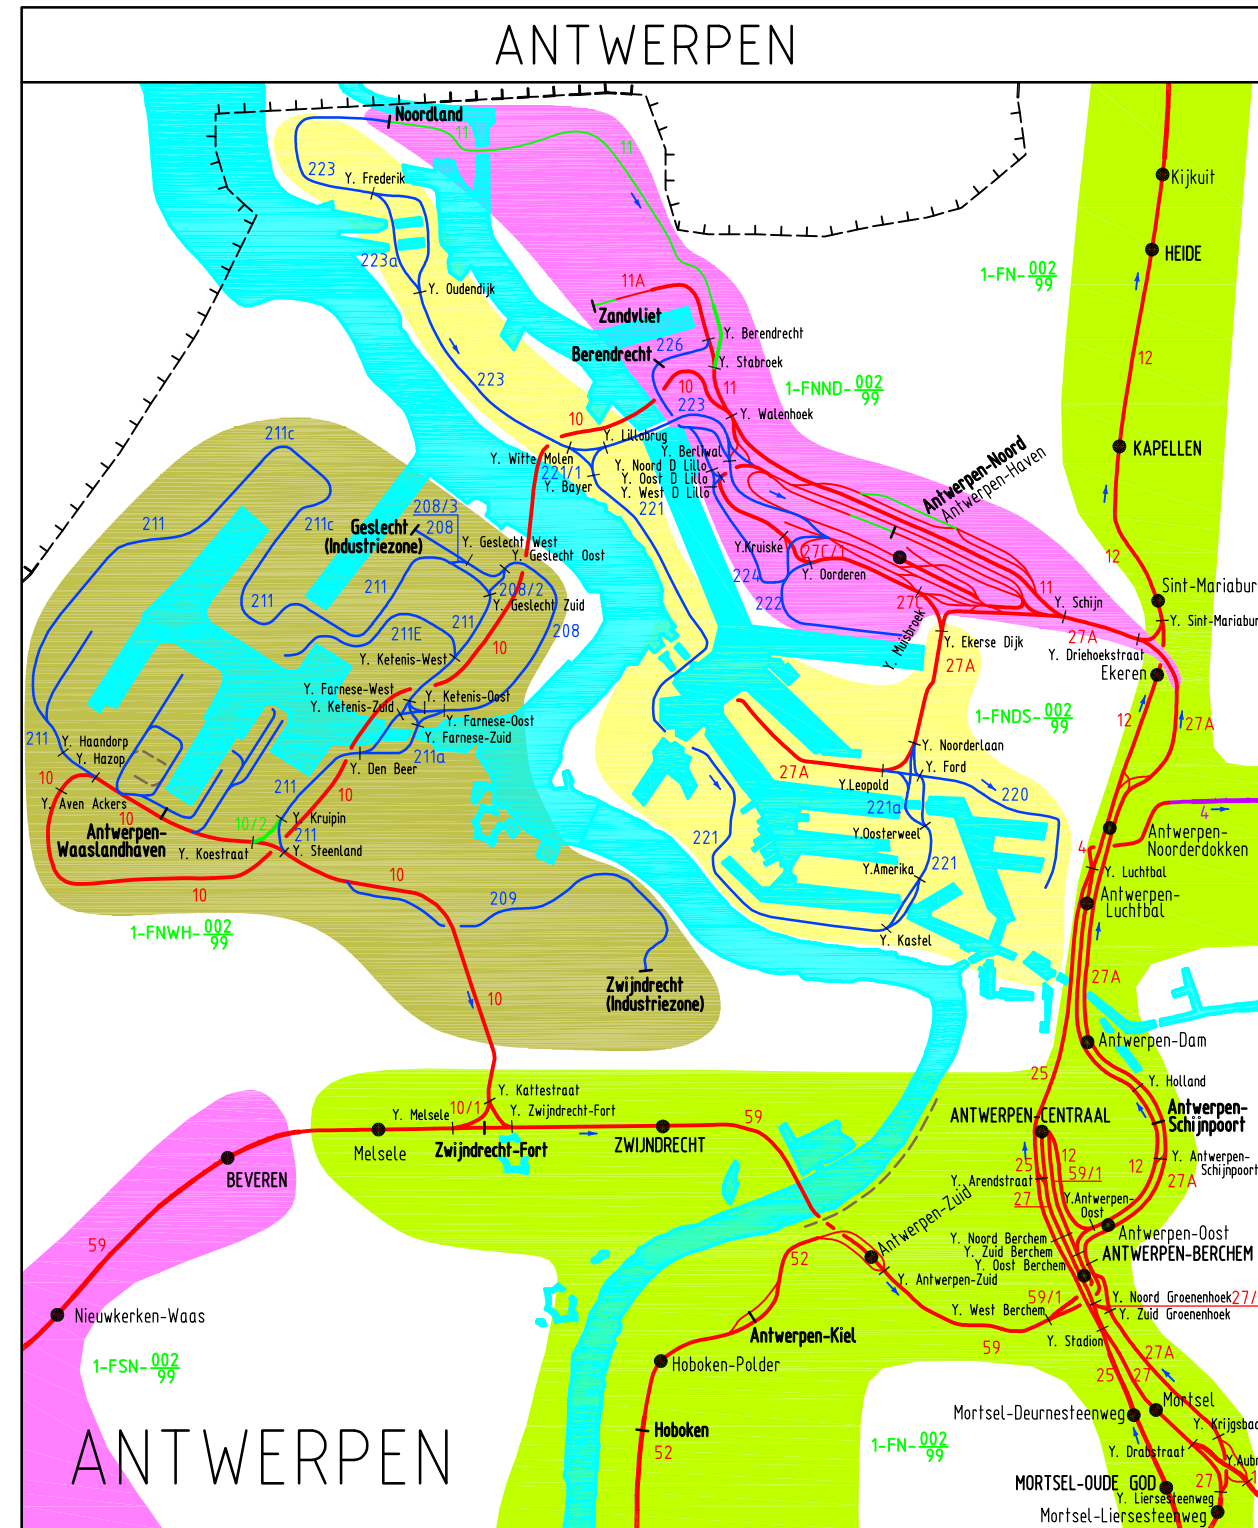 ANTWERPEN
Noordland
11
11
223
Y. Frederik
Kijkuit
223a
HEIDE
1-FN-002/99
Y. Oudendijk
11A
Zandvliet
Y. Berendrecht
226
Berendrecht
Y. Stabroek
12
223
10
11
1-FNND-002/99
223
10
Y. Walenhoek
211c
Y. Lillobrug
KAPELLEN
Y. Berliwal
Y. Witte Molen
Y. Noord D Lillo
Antwerpen-Noord
Antwerpen-Haven
221/1
Y. Oost D Lillo
Y. Bayer
Y. West D Lillo
208/3
221
211
211c
Geslecht
(Industriezone)
208
Y. Geslecht West
Y. Geslecht Oost
Y.Kruiske
27C/1
12
Y. Oorderen
224
211
208/2
Sint-Mariabur
211
Y. Geslecht Zuid
222
27C
11
Y. Schijn
Y. Sint-Mariabur
211E
211
208
Y. Muisbroek
27A
10
Y. Ekerse Dijk
Y. Driehoekstraat
Y. Ketenis-West
27A
Ekeren
Y. Farnese-West
Y. Ketenis-Oost
Y. Ketenis-Zuid
Y. Farnese-Oost
1-FNDS-002/99
12
27A
Y. Farnese-Zuid
211
Y. Haandorp
Y. Noorderlaan
Y. Hazop
211a
Y. Den Beer
27A
Y. Ford
10
Y.Leopold
220
211
10
Y. Aven Ackers
221a
10
10/2
Y. Kruipin
4
Antwerpen-
Waaslandhaven
211
Y.Oosterweel
221
Antwerpen-
Noorderdokken
Y. Koestraat
Y. Steenland
4
221
10
Y.Amerika
Y. Luchtbal
10
209
Antwerpen-
Luchtbal
1-FNWH-002/99
Y. Kastel
27A
Zwijndrecht
(Industriezone)
10
Antwerpen-Dam
25
Y. Holland
Y. Kattestraat
10/1
Y. Melsele
Y. Zwijndrecht-Fort
59
ANTWERPEN-CENTRAAL
Antwerpen-
Schijnpoort
Melsele
Zwijndrecht-Fort
ZWIJNDRECHT
12
12
Y. Antwerpen-
Schijnpoort
BEVEREN
25
59/1
27A
Y. Arendstraat
27
Y.Antwerpen-
Oost
Antwerpen-Zuid
Antwerpen-Oost
59
Y. Noord Berchem
Y. Zuid Berchem
ANTWERPEN-BERCHEM
52
Y. Oost Berchem
Y. Antwerpen-Zuid
59/1
Y. Noord Groenenhoek
27/
Nieuwkerken-Waas
Y. West Berchem
Y. Zuid Groenenhoek
Antwerpen-Kiel
Y. Stadion
59
27A
1-FSN-002/99
Hoboken-Polder
25
27
Mortsel
Mortsel-Deurnesteenweg
Y. Krijgsbaa
ANTWERPEN
Hoboken
1-FN-002/99
Y. Drabstraat
52
Y.Aubr
MORTSEL-OUDE GOD
27
1
Y. Liersesteenweg
Mortsel-Liersesteenweg